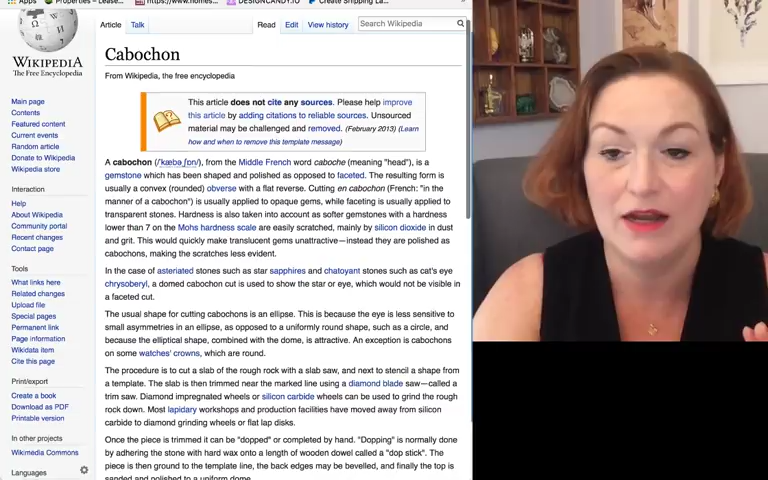 Apps
Properties – Lease...
https://www.homes...
DESIGNCANDY.IO
Create Shipping La...
WIKIPEDIA
The Free Encyclopedia
Main page
Contents
Featured content
Current events
Random article
Donate to Wikipedia
Wikipedia store
Interaction
Help
About Wikipedia
Community portal
Recent changes
Contact page
Tools
What links here
Related changes
Upload file
Special pages
Permanent link
Page information
Wikidata item
Cite this page
Print/export
Create a book
Download as PDF
Printable version
In other projects
Wikimedia Commons
Languages
Article Talk Read Edit View history Search Wikipedia
Cabochon
From Wikipedia, the free encyclopedia
This article does not cite any sources. Please help improve
this article by adding citations to reliable sources. Unsourced
material may be challenged and removed. (February 2013) (Learn
how and when to remove this template message)
A cabochon (/ˈkæbəˌʃɒn/), from the Middle French word caboche (meaning "head"), is a
gemstone which has been shaped and polished as opposed to faceted. The resulting form is
usually a convex (rounded) obverse with a flat reverse. Cutting en cabochon (French: "in the
manner of a cabochon") is usually applied to opaque gems, while faceting is usually applied to
transparent stones. Hardness is also taken into account as softer gemstones with a hardness
lower than 7 on the Mohs hardness scale are easily scratched, mainly by silicon dioxide in dust
and grit. This would quickly make translucent gems unattractive—instead they are polished as
cabochons, making the scratches less evident.
In the case of asteriated stones such as star sapphires and chatoyant stones such as cat's eye
chrysoberyl, a domed cabochon cut is used to show the star or eye, which would not be visible in
a faceted cut.
The usual shape for cutting cabochons is an ellipse. This is because the eye is less sensitive to
small asymmetries in an ellipse, as opposed to a uniformly round shape, such as a circle, and
because the elliptical shape, combined with the dome, is attractive. An exception is cabochons
on some watches' crowns, which are round.
The procedure is to cut a slab of the rough rock with a slab saw, and next to stencil a shape from
a template. The slab is then trimmed near the marked line using a diamond blade saw—called a
trim saw. Diamond impregnated wheels or silicon carbide wheels can be used to grind the rough
rock down. Most lapidary workshops and production facilities have moved away from silicon
carbide to diamond grinding wheels or flat lap disks.
Once the piece is trimmed it can be "dopped" or completed by hand. "Dopping" is normally done
by adhering the stone with hard wax onto a length of wooden dowel called a "dop stick". The
piece is then ground to the template line, the back edges may be bevelled, and finally the top is
sanded and polished to a uniform dome.